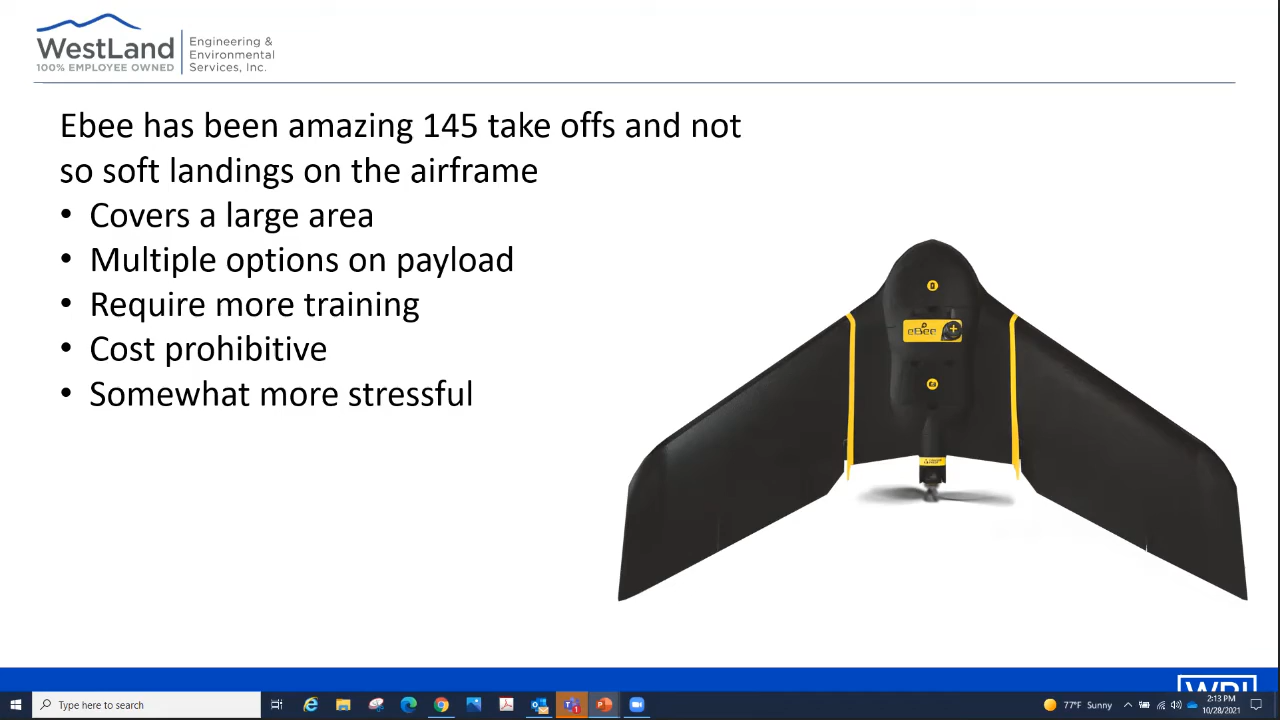 WestLand
100% EMPLOYEE OWNED
Engineering &
Environmental
Services, Inc.
Ebee has been amazing 145 take offs and not
so soft landings on the airframe
• Covers a large area
• Multiple options on payload
• Require more training
• Cost prohibitive
• Somewhat more stressful
eBee
WRI
Type here to search
77°F Sunny
2:13 PM
10/28/2021